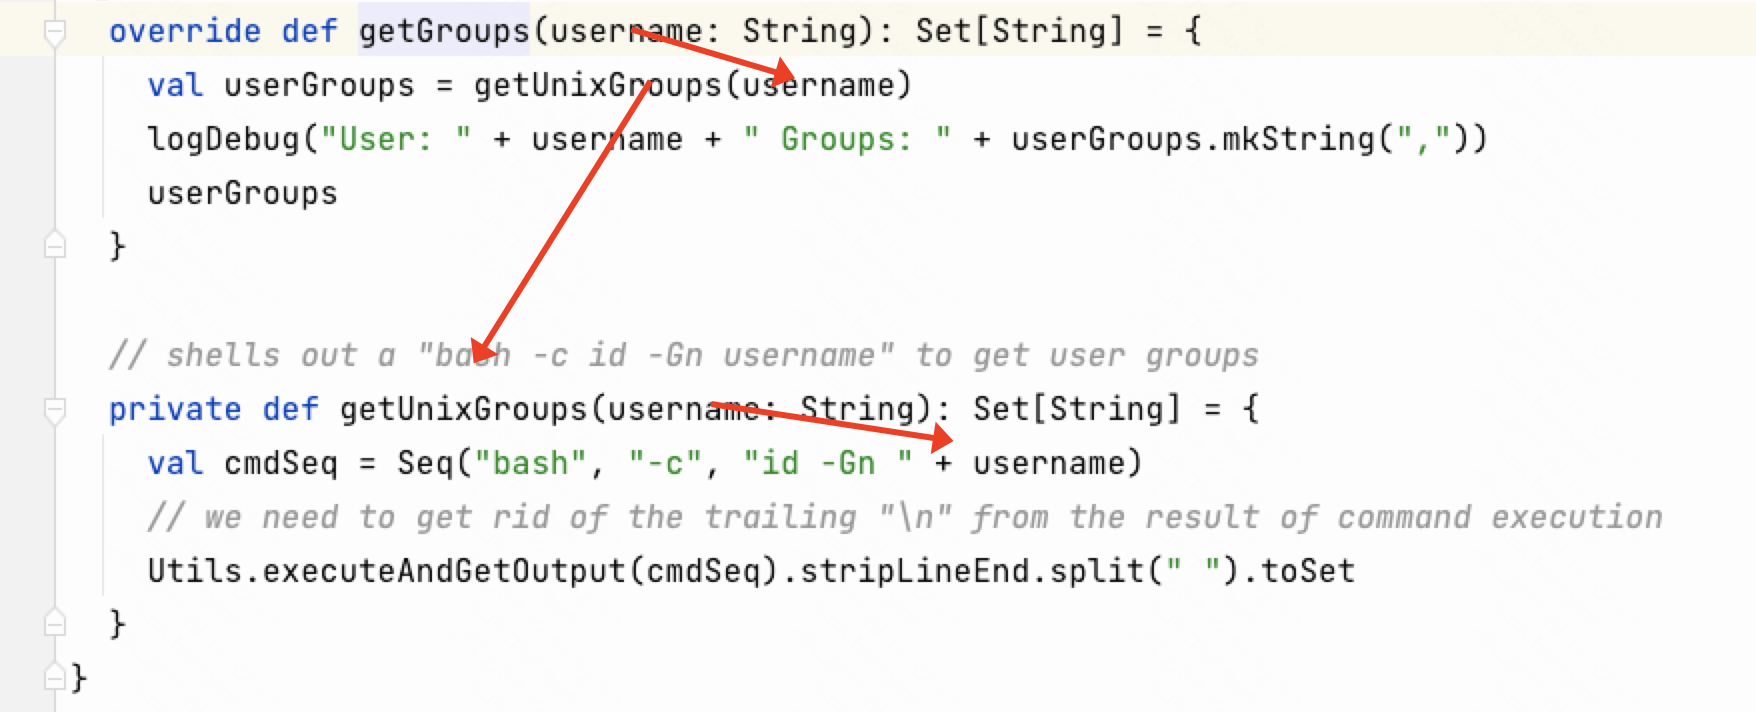 override def getGroups(username: String): Set[String] = {
val userGroups = getUnixGroups(username)
logDebug("User: " + username + " Groups: " + userGroups.mkString(","))
userGroups
}
// shells out a "bash -c id -Gn username" to get user groups
private def getUnixGroups(username: String): Set[String] = {
val cmdSeq = Seq("bash", "-c", "id -Gn " + username)
// we need to get rid of the trailing "\n" from the result of command execution
Utils.executeAndGetOutput(cmdSeq).stripLineEnd.split(" ").toSet
}
}